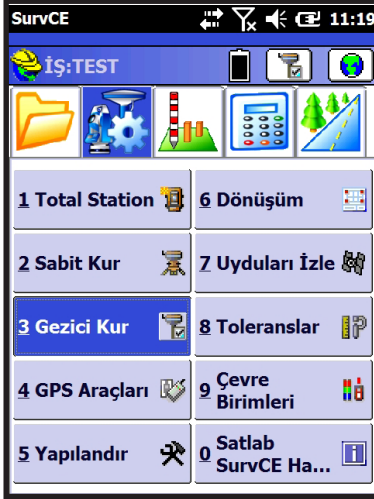 SurvCE 11:19
İŞ:TEST
1 Total Station
6 Dönüşüm
2 Sabit Kur
7 Uyduları İzle
3 Gezici Kur
8 Toleranslar
4 GPS Araçları
9 Çevre
Birimleri
5 Yapılandır
0 Satlab
SurvCE Ha...